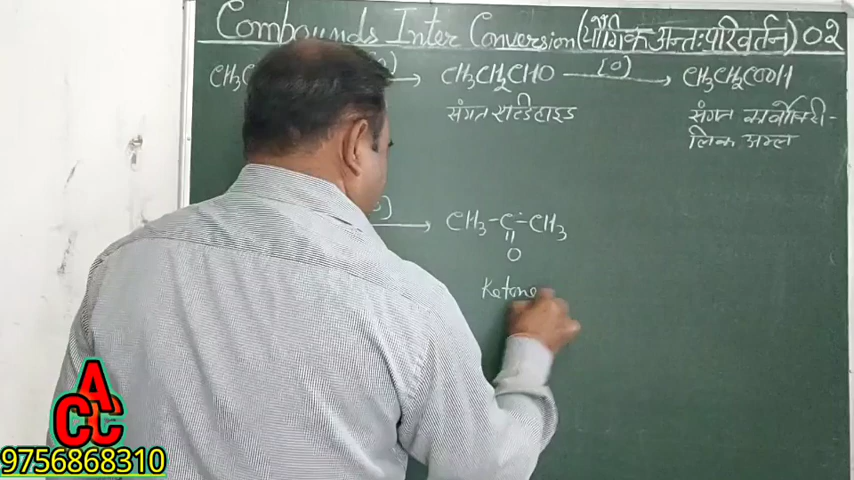 Compounds Inter Conversion (यौगिक अन्तःपरिवर्तन) 02
CH3 CH3CH2CHO [O] CH3CH2COOH
संगत एल्डिहाइड संगत कार्बोक्सि-
लिक अम्ल
CH3-C-CH3
O
Ketone
ACC
9756868310